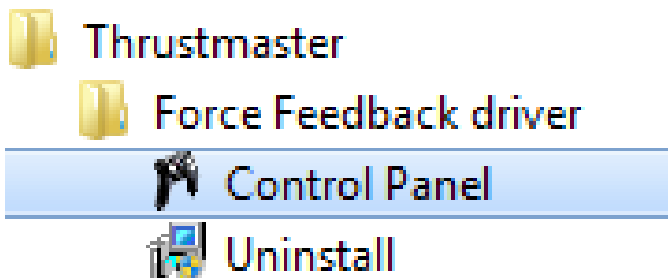 Thrustmaster
Force Feedback driver
Control Panel
Uninstall